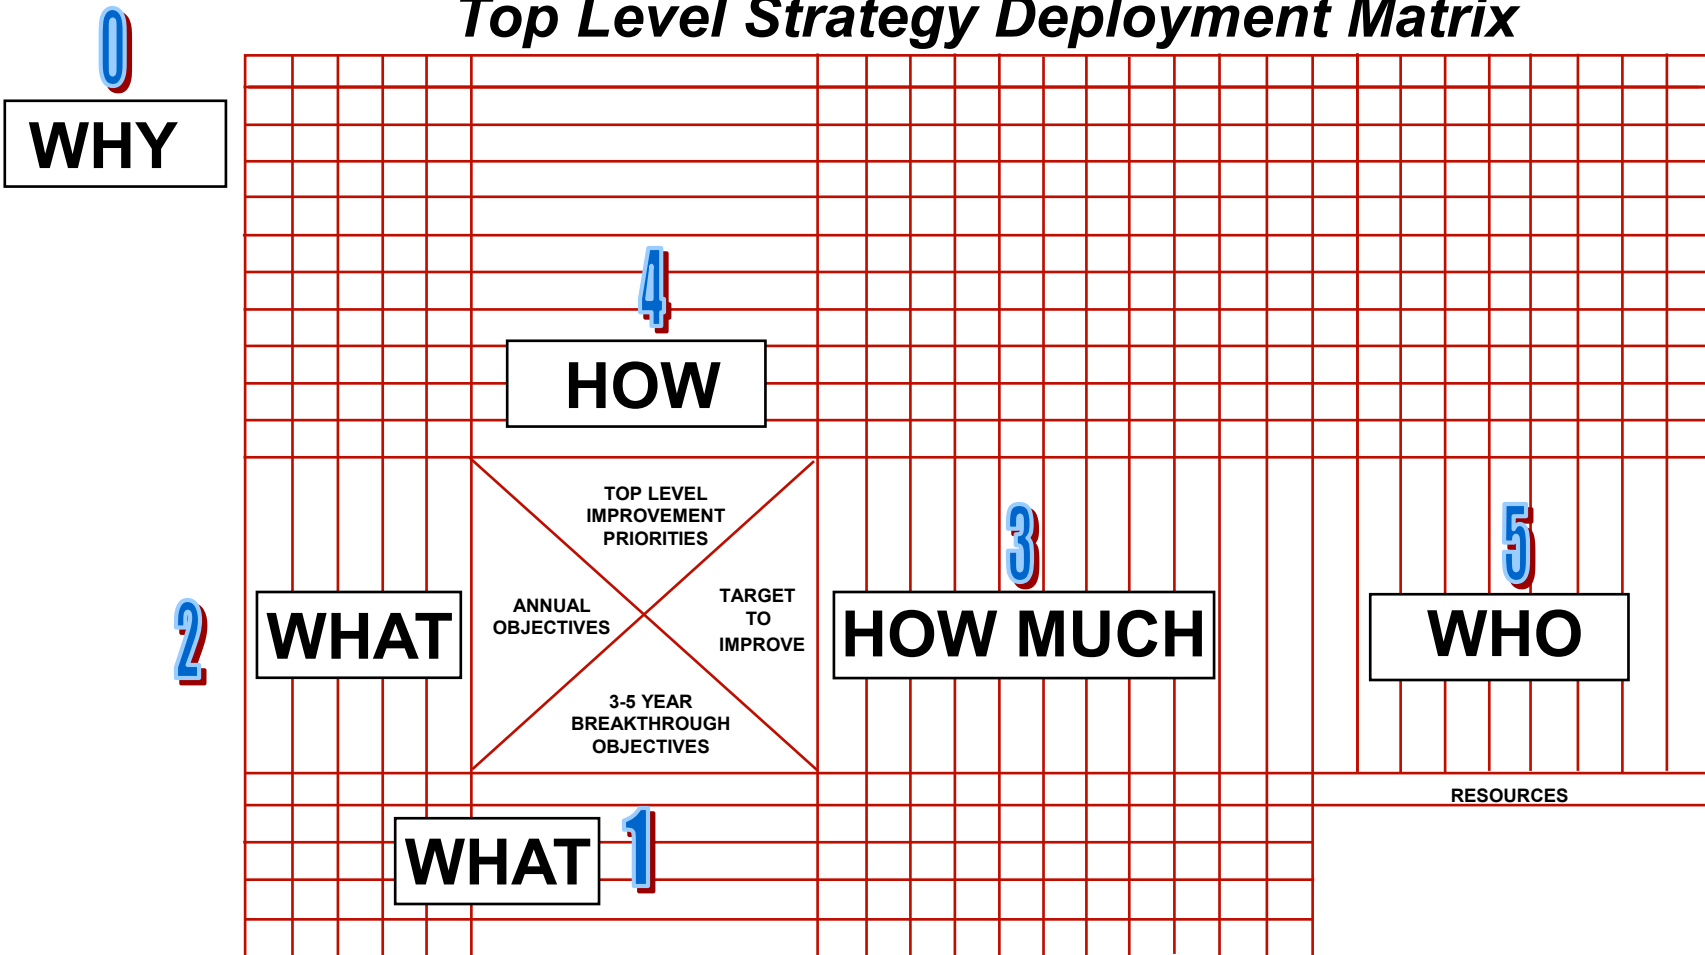 Top Level Strategy Deployment Matrix
0
WHY
4
HOW
TOP LEVEL
IMPROVEMENT
PRIORITIES
ANNUAL
OBJECTIVES
TARGET
TO
IMPROVE
3-5 YEAR
BREAKTHROUGH
OBJECTIVES
2
WHAT
3
HOW MUCH
5
WHO
RESOURCES
WHAT
1